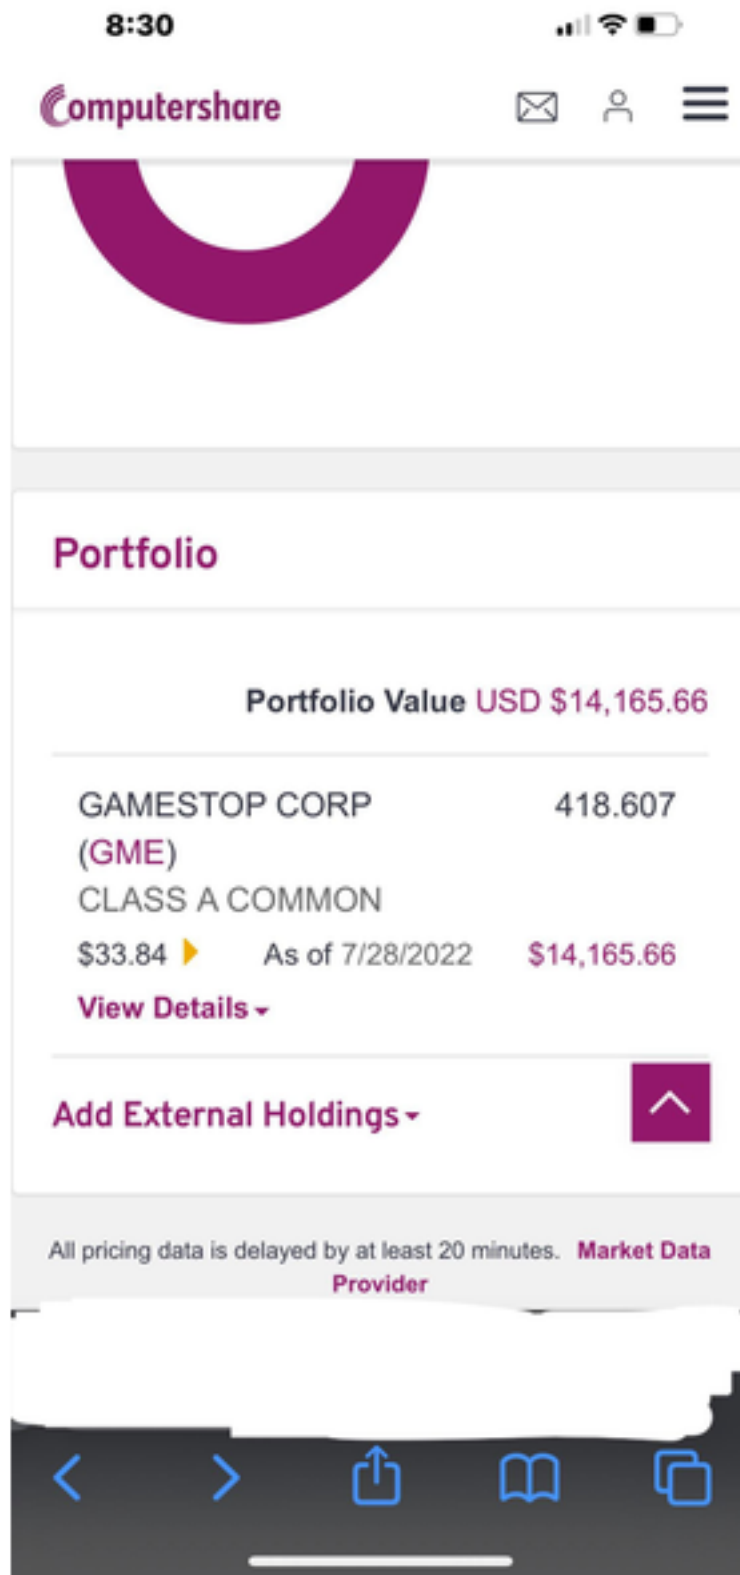 8:30
Computershare
Portfolio
Portfolio Value USD $14,165.66
GAMESTOP CORP 418.607
(GME)
CLASS A COMMON
$33.84 As of 7/28/2022 $14,165.66
View Details
Add External Holdings
All pricing data is delayed by at least 20 minutes. Market Data
Provider